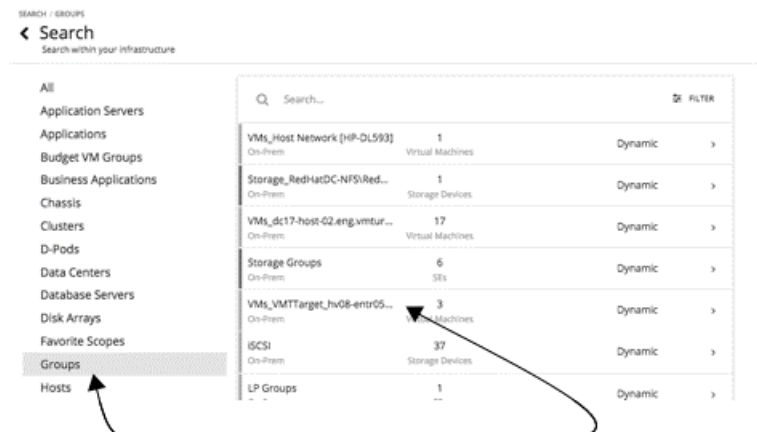 SEARCH / GROUPS
Search
Search within your infrastructure
All
Application Servers
Applications
Budget VM Groups
Business Applications
Chassis
Clusters
D-Pods
Data Centers
Database Servers
Disk Arrays
Favorite Scopes
Groups
Hosts
Search...
FILTER
VMs_Host Network [HP-DL593] 1 Dynamic
On-Prem Virtual Machines
Storage_RedHatDC-NFS\Red... 1 Dynamic
On-Prem Storage Devices
VMs_dc17-host-02.eng.vmtur... 17 Dynamic
On-Prem Virtual Machines
Storage Groups 6 Dynamic
On-Prem SEs
VMs_VMTTarget_hv08-entr05... 3 Dynamic
On-Prem Machines
iSCSI 37 Dynamic
On-Prem Storage Devices
LP Groups 1 Dynamic